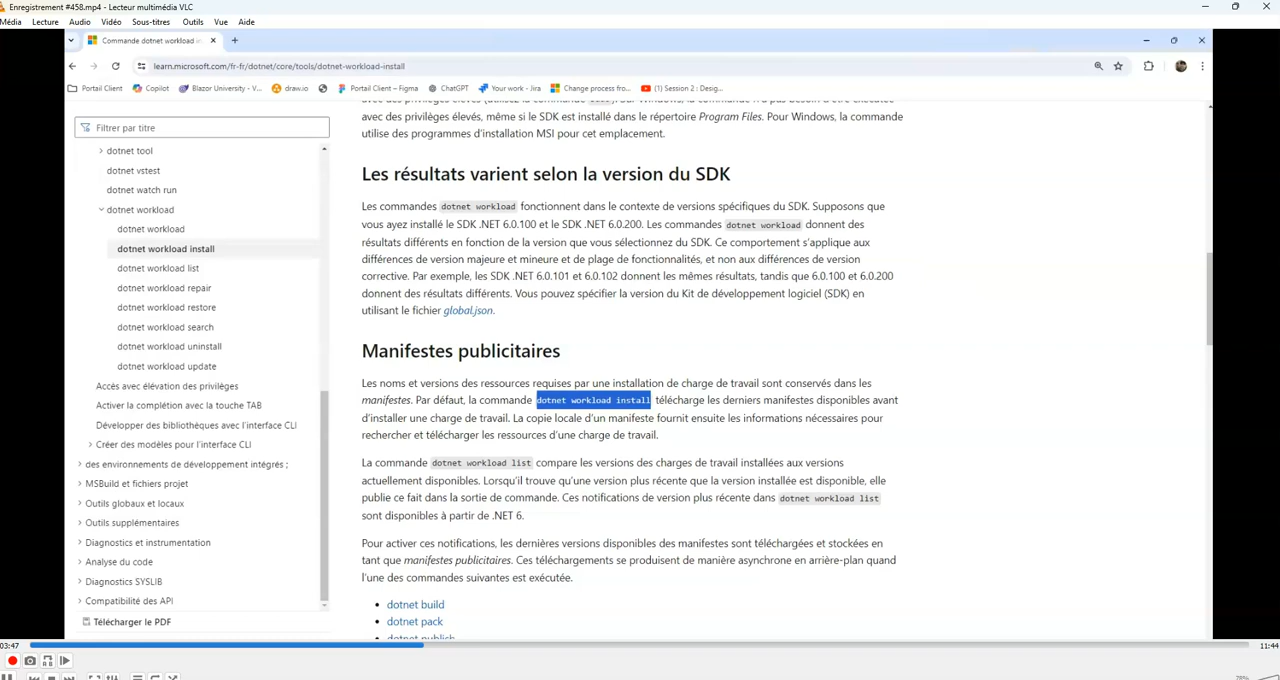 Enregistrement #458.mp4 - Lecteur multimédia VLC
Média Lecture Audio Vidéo Sous-titres Outils Vue Aide
Commande dotnet workload in
learn.microsoft.com/fr-fr/dotnet/core/tools/dotnet-workload-install
Portail Client Copilot Blazor University - V... draw.io Portail Client – Figma ChatGPT Your work - Jira Change process fro... (1) Session 2 : Desig...
Filtrer par titre
dotnet tool
dotnet vstest
dotnet watch run
dotnet workload
dotnet workload
dotnet workload install
dotnet workload list
dotnet workload repair
dotnet workload restore
dotnet workload search
dotnet workload uninstall
dotnet workload update
Accès avec élévation des privilèges
Activer la complétion avec la touche TAB
Développer des bibliothèques avec l'interface CLI
Créer des modèles pour l'interface CLI
des environnements de développement intégrés ;
MSBuild et fichiers projet
Outils globaux et locaux
Outils supplémentaires
Diagnostics et instrumentation
Analyse du code
Diagnostics SYSLIB
Compatibilité des API
Télécharger le PDF
avec des privilèges élevés (utilisez la commande Sur Windows, la commande n'a pas besoin d'être exécutée
avec des privilèges élevés, même si le SDK est installé dans le répertoire Program Files. Pour Windows, la commande
utilise des programmes d'installation MSI pour cet emplacement.
Les résultats varient selon la version du SDK
Les commandes dotnet workload fonctionnent dans le contexte de versions spécifiques du SDK. Supposons que
vous ayez installé le SDK .NET 6.0.100 et le SDK .NET 6.0.200. Les commandes dotnet workload donnent des
résultats différents en fonction de la version que vous sélectionnez du SDK. Ce comportement s'applique aux
différences de version majeure et mineure et de plage de fonctionnalités, et non aux différences de version
corrective. Par exemple, les SDK .NET 6.0.101 et 6.0.102 donnent les mêmes résultats, tandis que 6.0.100 et 6.0.200
donnent des résultats différents. Vous pouvez spécifier la version du Kit de développement logiciel (SDK) en
utilisant le fichier global.json.
Manifestes publicitaires
Les noms et versions des ressources requises par une installation de charge de travail sont conservés dans les
manifestes. Par défaut, la commande dotnet workload install télécharge les derniers manifestes disponibles avant
d'installer une charge de travail. La copie locale d'un manifeste fournit ensuite les informations nécessaires pour
rechercher et télécharger les ressources d'une charge de travail.
La commande dotnet workload list compare les versions des charges de travail installées aux versions
actuellement disponibles. Lorsqu'il trouve qu'une version plus récente que la version installée est disponible, elle
publie ce fait dans la sortie de commande. Ces notifications de version plus récente dans dotnet workload list
sont disponibles à partir de .NET 6.
Pour activer ces notifications, les dernières versions disponibles des manifestes sont téléchargées et stockées en
tant que manifestes publicitaires. Ces téléchargements se produisent de manière asynchrone en arrière-plan quand
l'une des commandes suivantes est exécutée.
dotnet build
dotnet pack
dotnet publish
03:47 11:44
78%